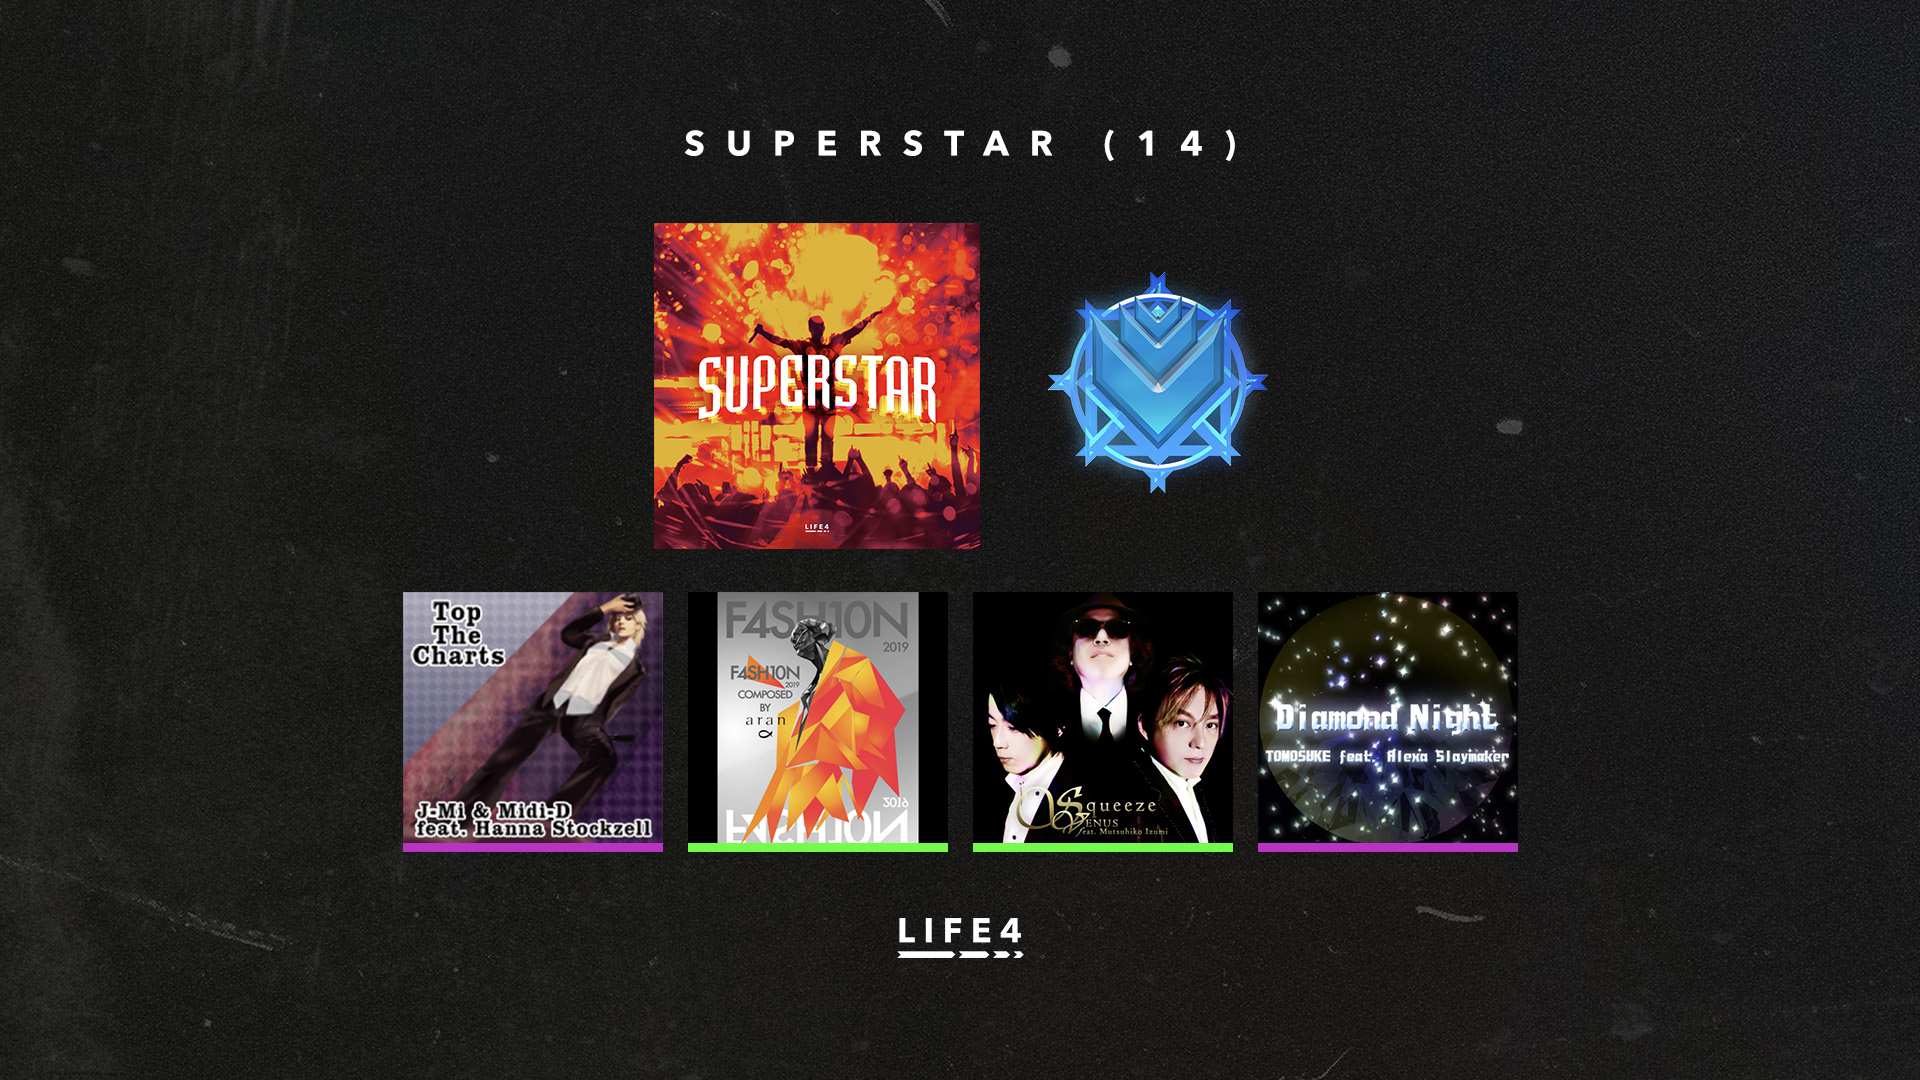 SUPERSTAR (14)
SUPERSTAR
LIFE4
Top
The
Charts
J-Mi & Midi-D
feat. Hanna Stockzell
F4SH10N
2019
F4SH10N
2019
COMPOSED
BY
aran
2019
F4SH10N
Squeeze
VENUS
feat. Mutsuhiko Izumi
Diamond Night
TOMOSUKE feat. Alexa Slaymaker
LIFE4